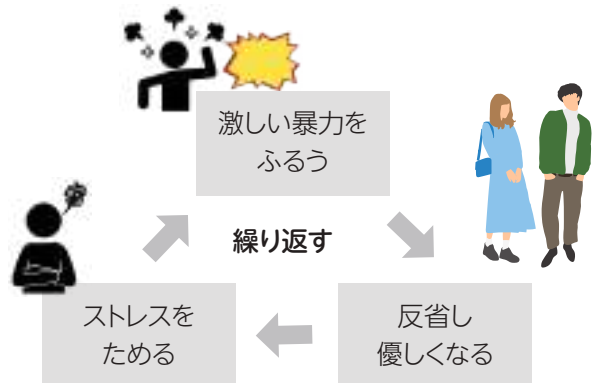 激しい暴力を
ふるう
繰り返す
ストレスを
ためる
反省し
優しくなる